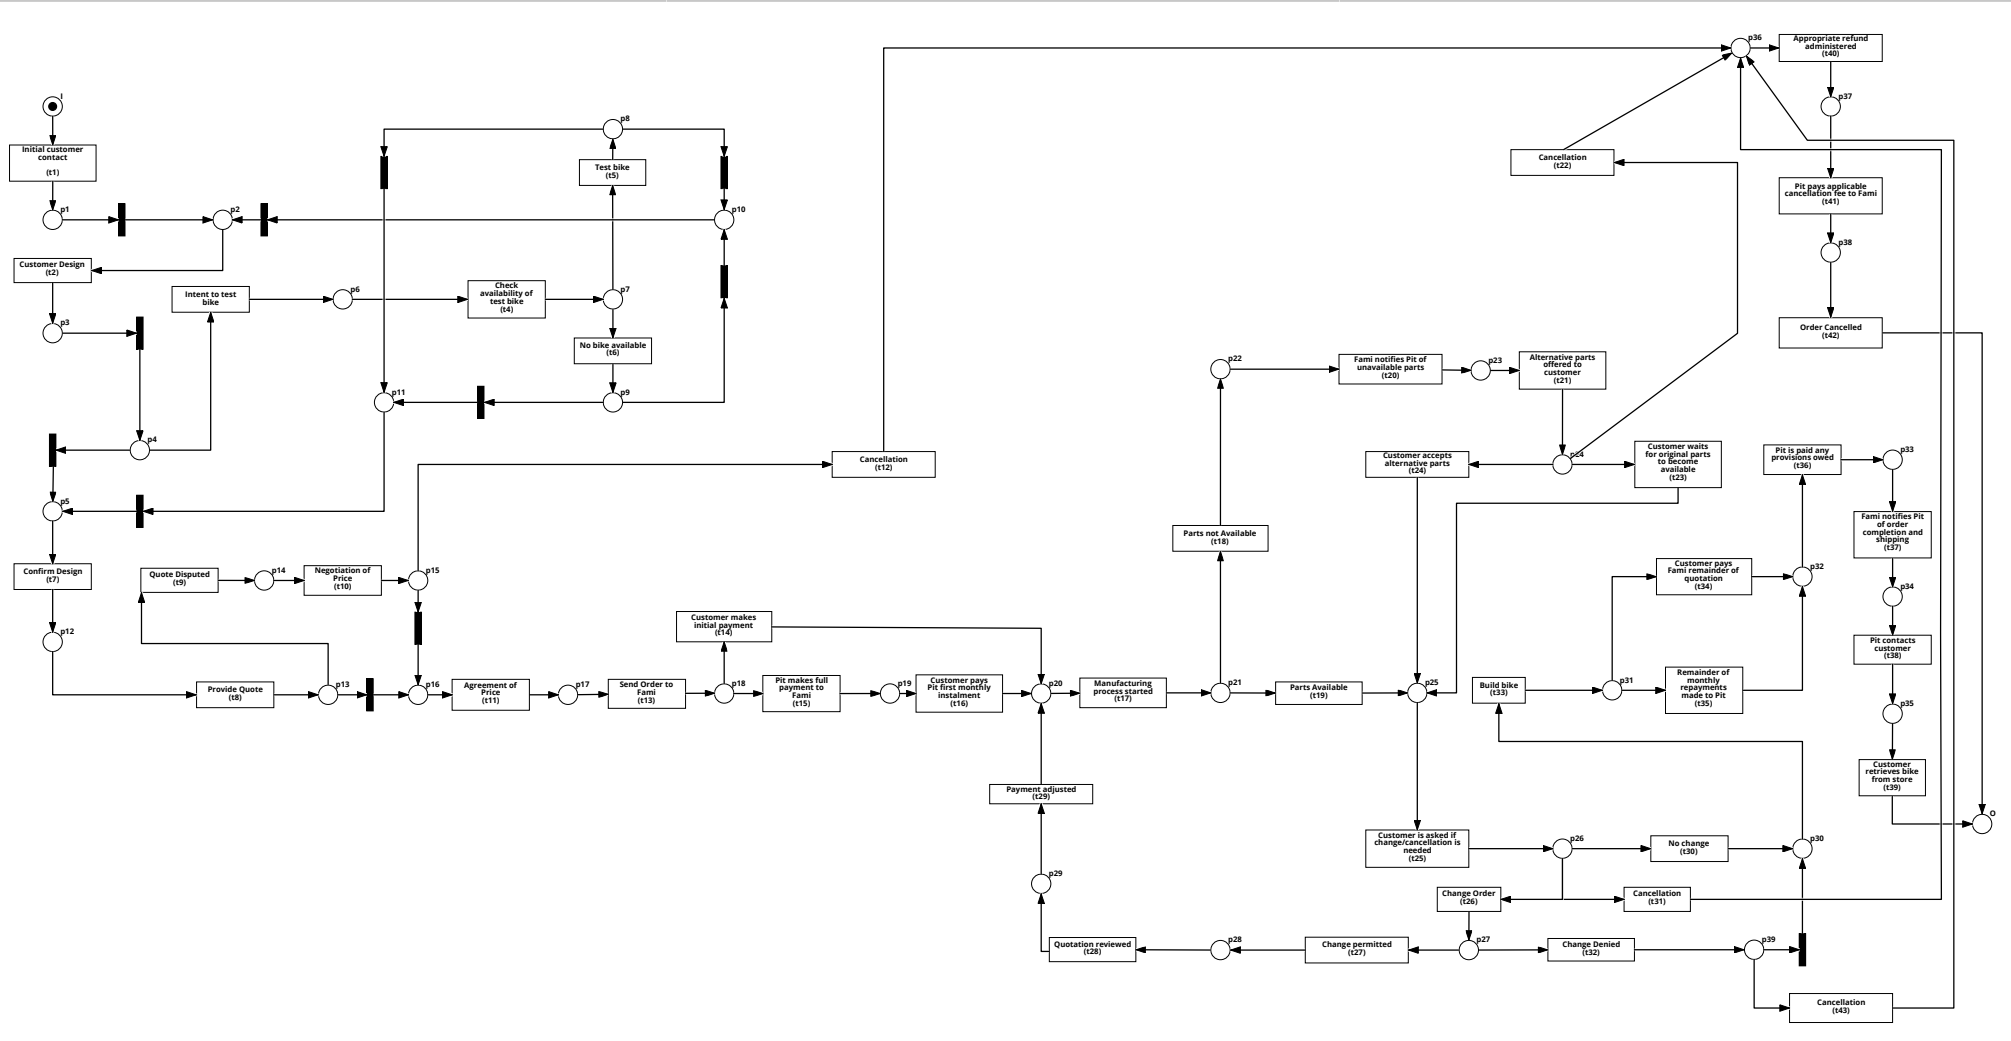 p36
Appropriate refund
administered
(t40)
I
p37
p8
Initial customer
contact
(t1)
Test bike
(t5)
Cancellation
(t22)
Pit pays applicable
cancellation fee to Fami
(t41)
p1
p2
p10
p38
Customer Design
(t2)
Intent to test
bike
p6
Check
availability of
test bike
(t4)
p7
p3
Order Cancelled
(t42)
No bike available
(t6)
p22
Fami notifies Pit of
unavailable parts
(t20)
p23
Alternative parts
offered to
customer
(t21)
p11
p9
p4
Cancellation
(t12)
Customer accepts
alternative parts
(t24)
p24
Customer waits
for original parts
to become
available
(t23)
Pit is paid any
provisions owed
(t36)
p33
p5
Parts not Available
(t18)
Fami notifies Pit
of order
completion and
shipping
(t37)
Confirm Design
(t7)
Quote Disputed
(t9)
p14
Negotiation of
Price
(t10)
p15
Customer pays
Fami remainder of
quotation
(t34)
p32
p34
p12
Customer makes
initial payment
(t14)
Pit contacts
customer
(t38)
Provide Quote
(t8)
p13
p16
Agreement of
Price
(t11)
p17
Send Order to
Fami
(t13)
p18
Pit makes full
payment to
Fami
(t15)
p19
Customer pays
Pit first monthly
instalment
(t16)
p20
Manufacturing
process started
(t17)
p21
Parts Available
(t19)
p25
Build bike
(t33)
p31
Remainder of
monthly
repayments
made to Pit
(t35)
p35
Payment adjusted
(t29)
Customer
retrieves bike
from store
(t39)
O
Customer is asked if
change/cancellation is
needed
(t25)
p26
No change
(t30)
p30
p29
Change Order
(t26)
Cancellation
(t31)
Quotation reviewed
(t28)
p28
Change permitted
(t27)
p27
Change Denied
(t32)
p39
Cancellation
(t43)